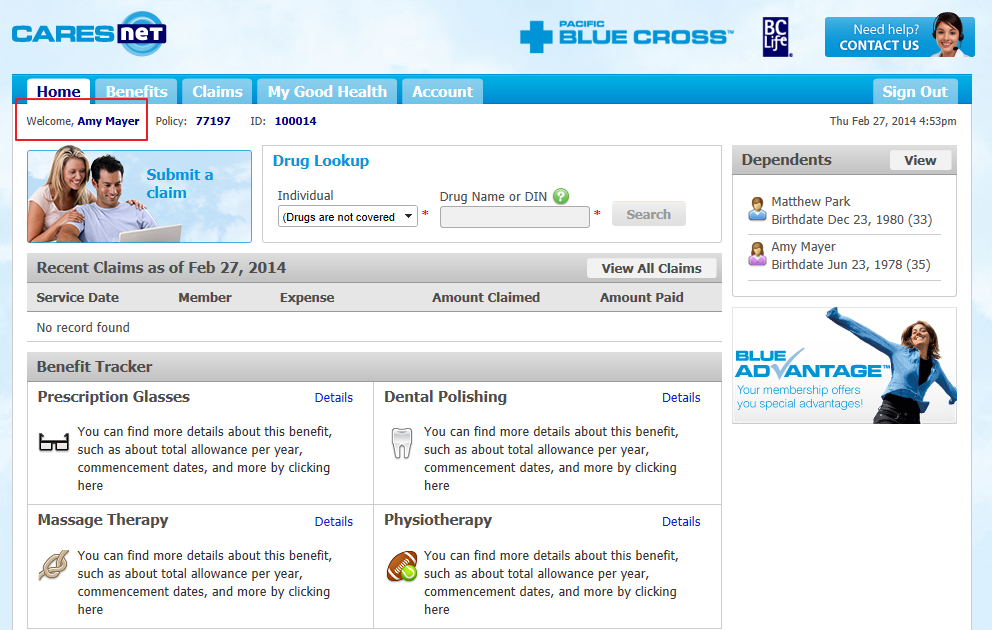 CARESnet
PACIFIC
BLUE CROSS™
BC
Life®
Need help?
CONTACT US
Home
Benefits
Claims
My Good Health
Account
Sign Out
Welcome, Amy Mayer Policy: 77197 ID: 100014
Thu Feb 27, 2014 4:53pm
Submit a
claim
Drug Lookup
Individual
(Drugs are not covered
*
Drug Name or DIN ?
*
Search
Dependents
View
Matthew Park
Birthdate Dec 23, 1980 (33)
Amy Mayer
Birthdate Jun 23, 1978 (35)
Recent Claims as of Feb 27, 2014
View All Claims
Service Date Member Expense Amount Claimed Amount Paid
No record found
BLUE
ADVANTAGE™
Your membership offers
you special advantages!
Benefit Tracker
Prescription Glasses
Details
You can find more details about this benefit,
such as about total allowance per year,
commencement dates, and more by clicking
here
Dental Polishing
Details
You can find more details about this benefit,
such as about total allowance per year,
commencement dates, and more by clicking
here
Massage Therapy
Details
You can find more details about this benefit,
such as about total allowance per year,
commencement dates, and more by clicking
here
Physiotherapy
Details
You can find more details about this benefit,
such as about total allowance per year,
commencement dates, and more by clicking
here